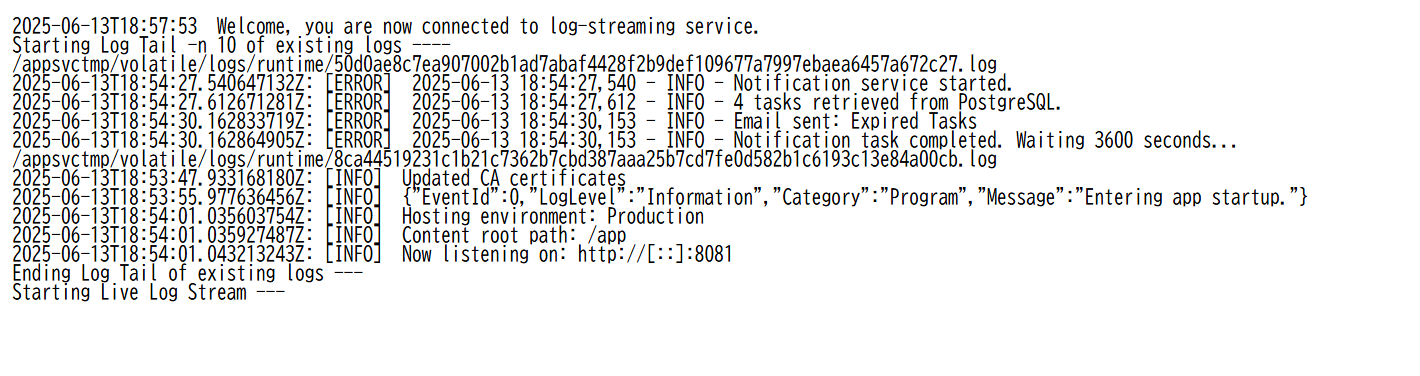 2025-06-13T18:57:53  Welcome, you are now connected to log-streaming service.
Starting Log Tail -n 10 of existing logs ----
/appsvctmp/volatile/logs/runtime/50d0ae8c7ea907002b1ad7abaf4428f2b9def109677a7997ebaea6457a672c27.log
2025-06-13T18:54:27.540647132Z: [ERROR]  2025-06-13 18:54:27,540 - INFO - Notification service started.
2025-06-13T18:54:27.612671281Z: [ERROR]  2025-06-13 18:54:27,612 - INFO - 4 tasks retrieved from PostgreSQL.
2025-06-13T18:54:30.162833719Z: [ERROR]  2025-06-13 18:54:30,153 - INFO - Email sent: Expired Tasks
2025-06-13T18:54:30.162864905Z: [ERROR]  2025-06-13 18:54:30,153 - INFO - Notification task completed. Waiting 3600 seconds...
/appsvctmp/volatile/logs/runtime/8ca44519231c1b21c7362b7cbd387aaa25b7cd7fe0d582b1c6193c13e84a00cb.log
2025-06-13T18:53:47.933168180Z: [INFO]  Updated CA certificates
2025-06-13T18:53:55.977636456Z: [INFO]  {"EventId":0,"LogLevel":"Information","Category":"Program","Message":"Entering app startup."}
2025-06-13T18:54:01.035603754Z: [INFO]  Hosting environment: Production
2025-06-13T18:54:01.035927487Z: [INFO]  Content root path: /app
2025-06-13T18:54:01.043213243Z: [INFO]  Now listening on: http://[::]:8081
Ending Log Tail of existing logs ---
Starting Live Log Stream ---